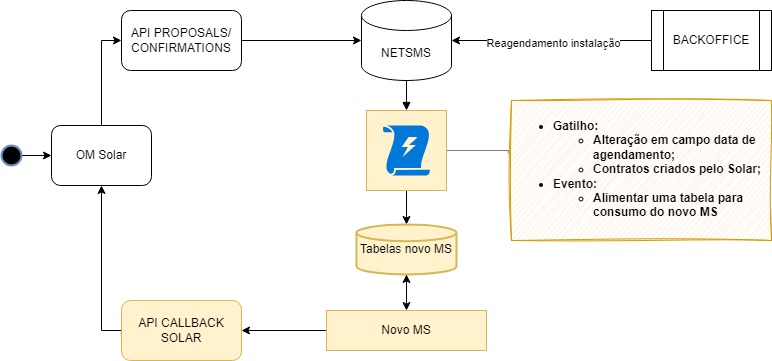 API PROPOSALS/
CONFIRMATIONS
NETSMS
Reagendamento instalação
BACKOFFICE
OM Solar
Gatilho:
Alteração em campo data de
agendamento;
Contratos criados pelo Solar;
Evento:
Alimentar uma tabela para
consumo do novo MS
Tabelas novo MS
API CALLBACK
SOLAR
Novo MS